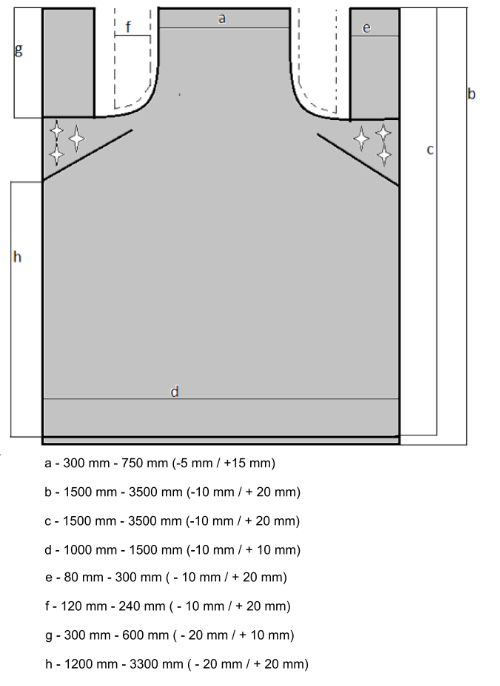 a
f
e
g
b
c
h
d
a - 300 mm - 750 mm (-5 mm / +15 mm)
b - 1500 mm - 3500 mm (-10 mm / + 20 mm)
c - 1500 mm - 3500 mm (-10 mm / + 20 mm)
d - 1000 mm - 1500 mm (-10 mm / + 10 mm)
e - 80 mm - 300 mm ( - 10 mm / + 20 mm)
f - 120 mm - 240 mm ( - 10 mm / + 20 mm)
g - 300 mm - 600 mm ( - 20 mm / + 10 mm)
h - 1200 mm - 3300 mm ( - 20 mm / + 20 mm)